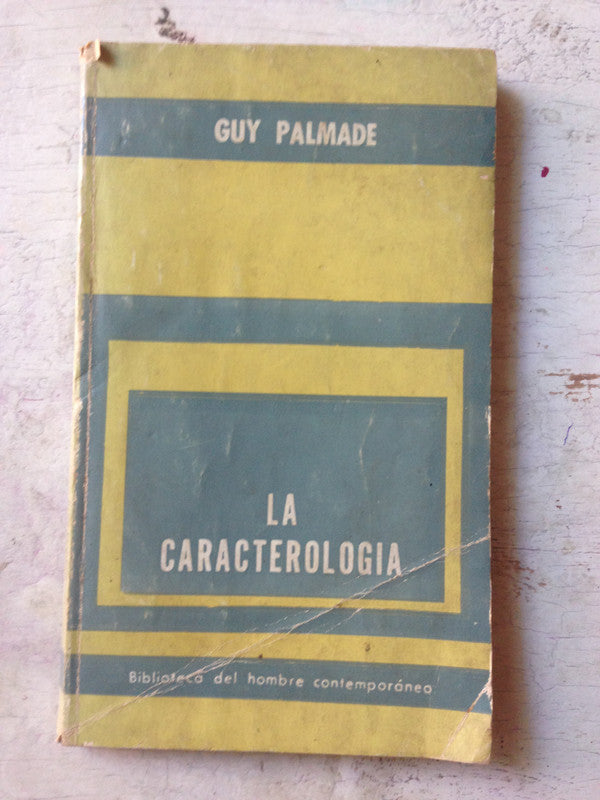 GUY PALMADE
LA
CARACTEROLOGIA
Biblioteca del hombre contemporáneo